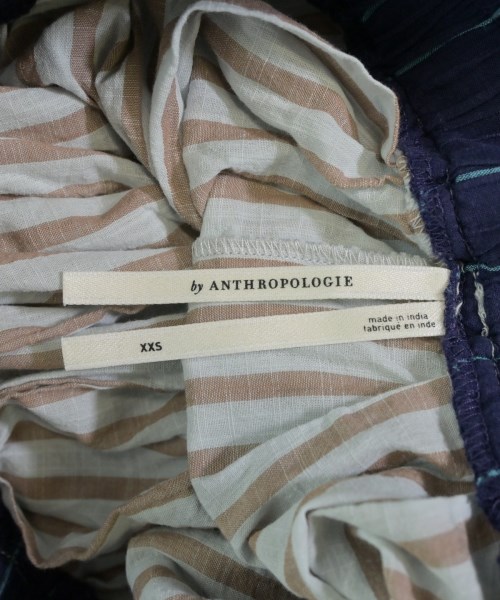 by ANTHROPOLOGIE
made in india
fabriqué en inde
XXS